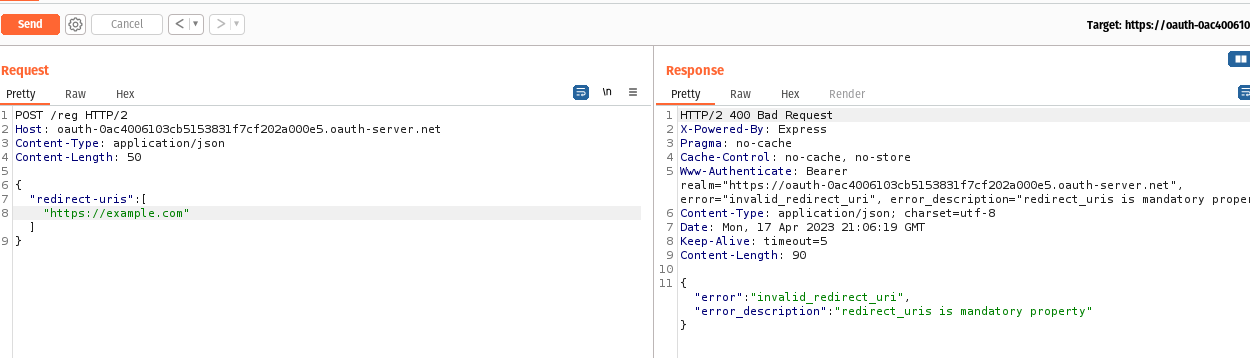 Send Cancel < ▾ > ▾ Target: https://oauth-0ac400610
Request
Pretty Raw Hex \n ≡
1 POST /reg HTTP/2
2 Host: oauth-0ac4006103cb5153831f7cf202a000e5.oauth-server.net
3 Content-Type: application/json
4 Content-Length: 50
5
6 {
7 "redirect-uris":[
8 "https://example.com"
]
9 }
Response
Pretty Raw Hex Render
1 HTTP/2 400 Bad Request
2 X-Powered-By: Express
3 Pragma: no-cache
4 Cache-Control: no-cache, no-store
5 Www-Authenticate: Bearer
realm="https://oauth-0ac4006103cb5153831f7cf202a000e5.oauth-server.net",
error="invalid_redirect_uri", error_description="redirect_uris is mandatory prope
6 Content-Type: application/json; charset=utf-8
7 Date: Mon, 17 Apr 2023 21:06:19 GMT
8 Keep-Alive: timeout=5
9 Content-Length: 90
10
11 {
"error":"invalid_redirect_uri",
"error_description":"redirect_uris is mandatory property"
}